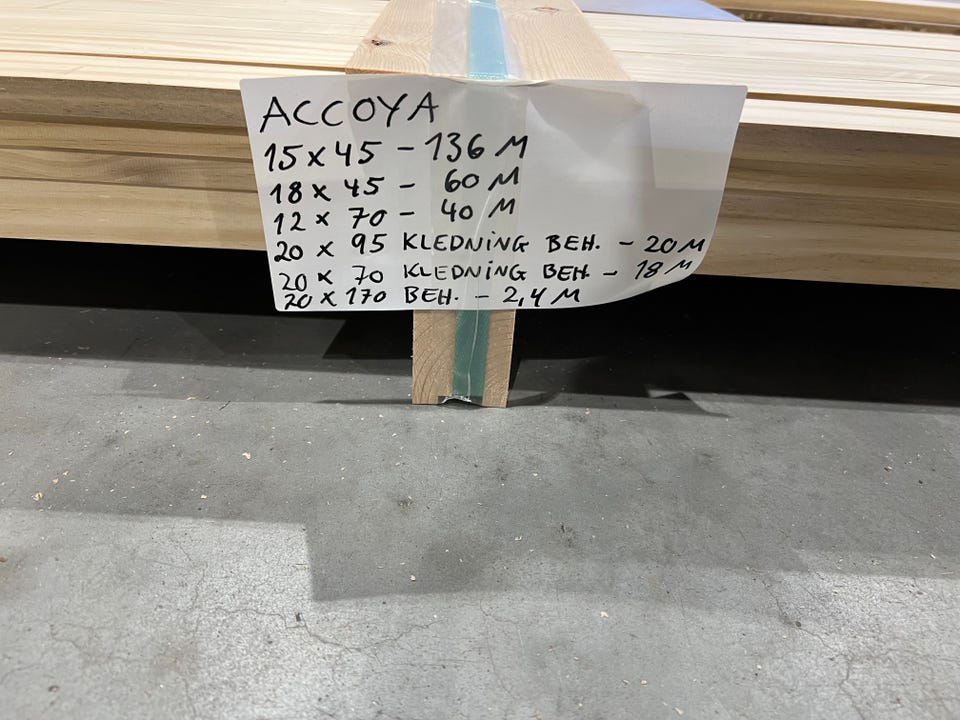 ACCOYA
15 x 45 - 136 M
18 x 45 - 60 M
12 x 70 - 40 M
20 x 95 KLEDNING BEH. - 20 M
20 x 70 KLEDNING BEH. - 18 M
20 x 170 BEH. - 2,4 M